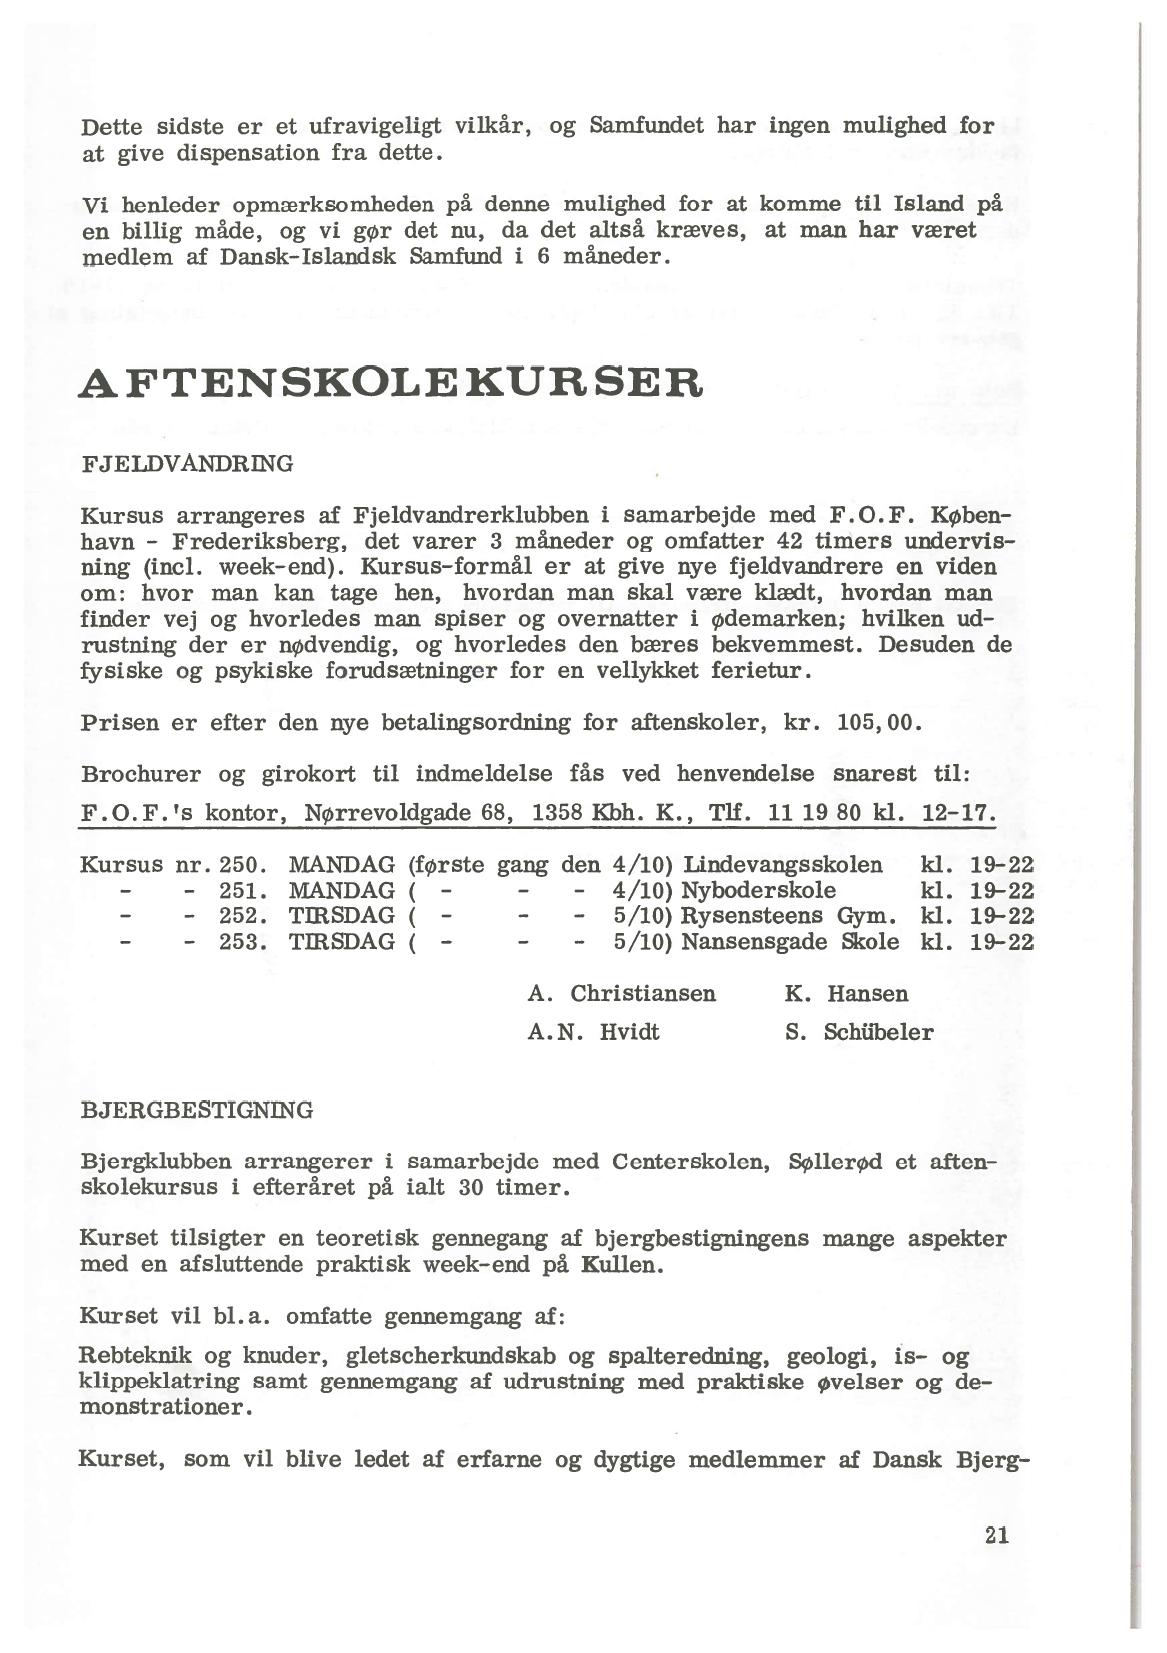 Dette sidste er et ufravigeligt vilkår, og Samfundet har ingen mulighed for
at give dispensation fra dette.
Vi henleder opmærksomheden på denne mulighed for at komme til Island på
en billig måde, og vi gør det nu, da det altså kræves, at man har været
medlem af Dansk-Islandsk Samfund i 6 måneder.
AFTENSKOLEKURSER
FJELDVANDRING
Kursus arrangeres af Fjeldvandrerklubben i samarbejde med F.O.F. Køben-
havn - Frederiksberg, det varer 3 måneder og omfatter 42 timers undervis-
ning (incl. week-end). Kursus-formål er at give nye fjeldvandrere en viden
om: hvor man kan tage hen, hvordan man skal være klædt, hvordan man
finder vej og hvorledes man spiser og overnatter i ødemarken; hvilken ud-
rustning der er nødvendig, og hvorledes den bæres bekvemmest. Desuden de
fysiske og psykiske forudsætninger for en vellykket ferietur.
Prisen er efter den nye betalingsordning for aftenskoler, kr. 105,00.
Brochurer og girokort til indmeldelse fås ved henvendelse snarest til:
F.O.F.'s kontor, Nørrevoldgade 68, 1358 Kbh. K., Tlf. 11 19 80 kl. 12-17.
Kursus nr. 250. MANDAG (første gang den 4/10) Lindevangsskolen kl. 19-22
- - 251. MANDAG ( - - - 4/10) Nyboderskole kl. 19-22
- - 252. TIRSDAG ( - - - 5/10) Rysensteens Gym. kl. 19-22
- - 253. TIRSDAG ( - - - 5/10) Nansensgade Skole kl. 19-22
A. Christiansen K. Hansen
A.N. Hvidt S. Schübeler
BJERGBESTIGNING
Bjergklubben arrangerer i samarbejde med Centerskolen, Søllerød et aften-
skolekursus i efteråret på ialt 30 timer.
Kurset tilsigter en teoretisk gennegang af bjergbestigningens mange aspekter
med en afsluttende praktisk week-end på Kullen.
Kurset vil bl.a. omfatte gennemgang af:
Rebteknik og knuder, gletscherkundskab og spalteredning, geologi, is- og
klippeklatring samt gennemgang af udrustning med praktiske øvelser og de-
monstrationer.
Kurset, som vil blive ledet af erfarne og dygtige medlemmer af Dansk Bjerg-
21